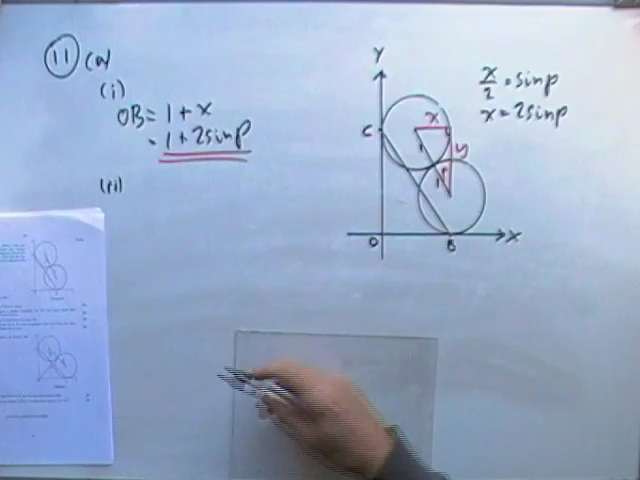 11 (a)
(i)
OB = 1 + x
= 1 + 2sinp
(ii)
Y
C
x
1
y
p
1
O
B
X
x/2 = sinp
x = 2sinp